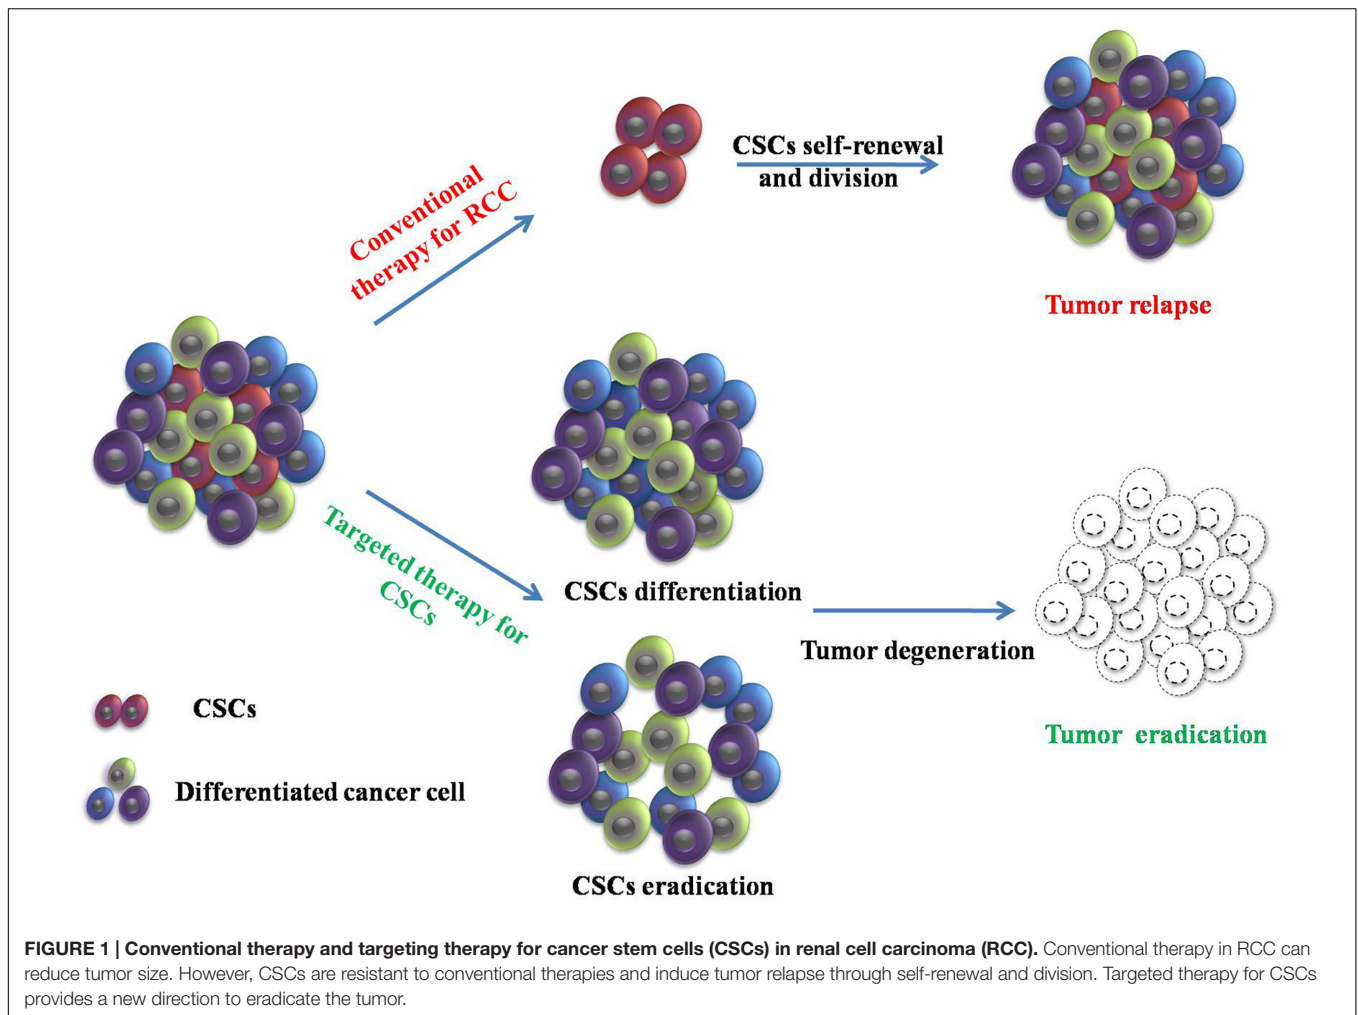 Conventional
therapy for RCC
CSCs self-renewal
and division
Tumor relapse
Targeted therapy for
CSCs
CSCs differentiation
Tumor degeneration
CSCs eradication
Tumor eradication
CSCs
Differentiated cancer cell
FIGURE 1 | Conventional therapy and targeting therapy for cancer stem cells (CSCs) in renal cell carcinoma (RCC). Conventional therapy in RCC can
reduce tumor size. However, CSCs are resistant to conventional therapies and induce tumor relapse through self-renewal and division. Targeted therapy for CSCs
provides a new direction to eradicate the tumor.